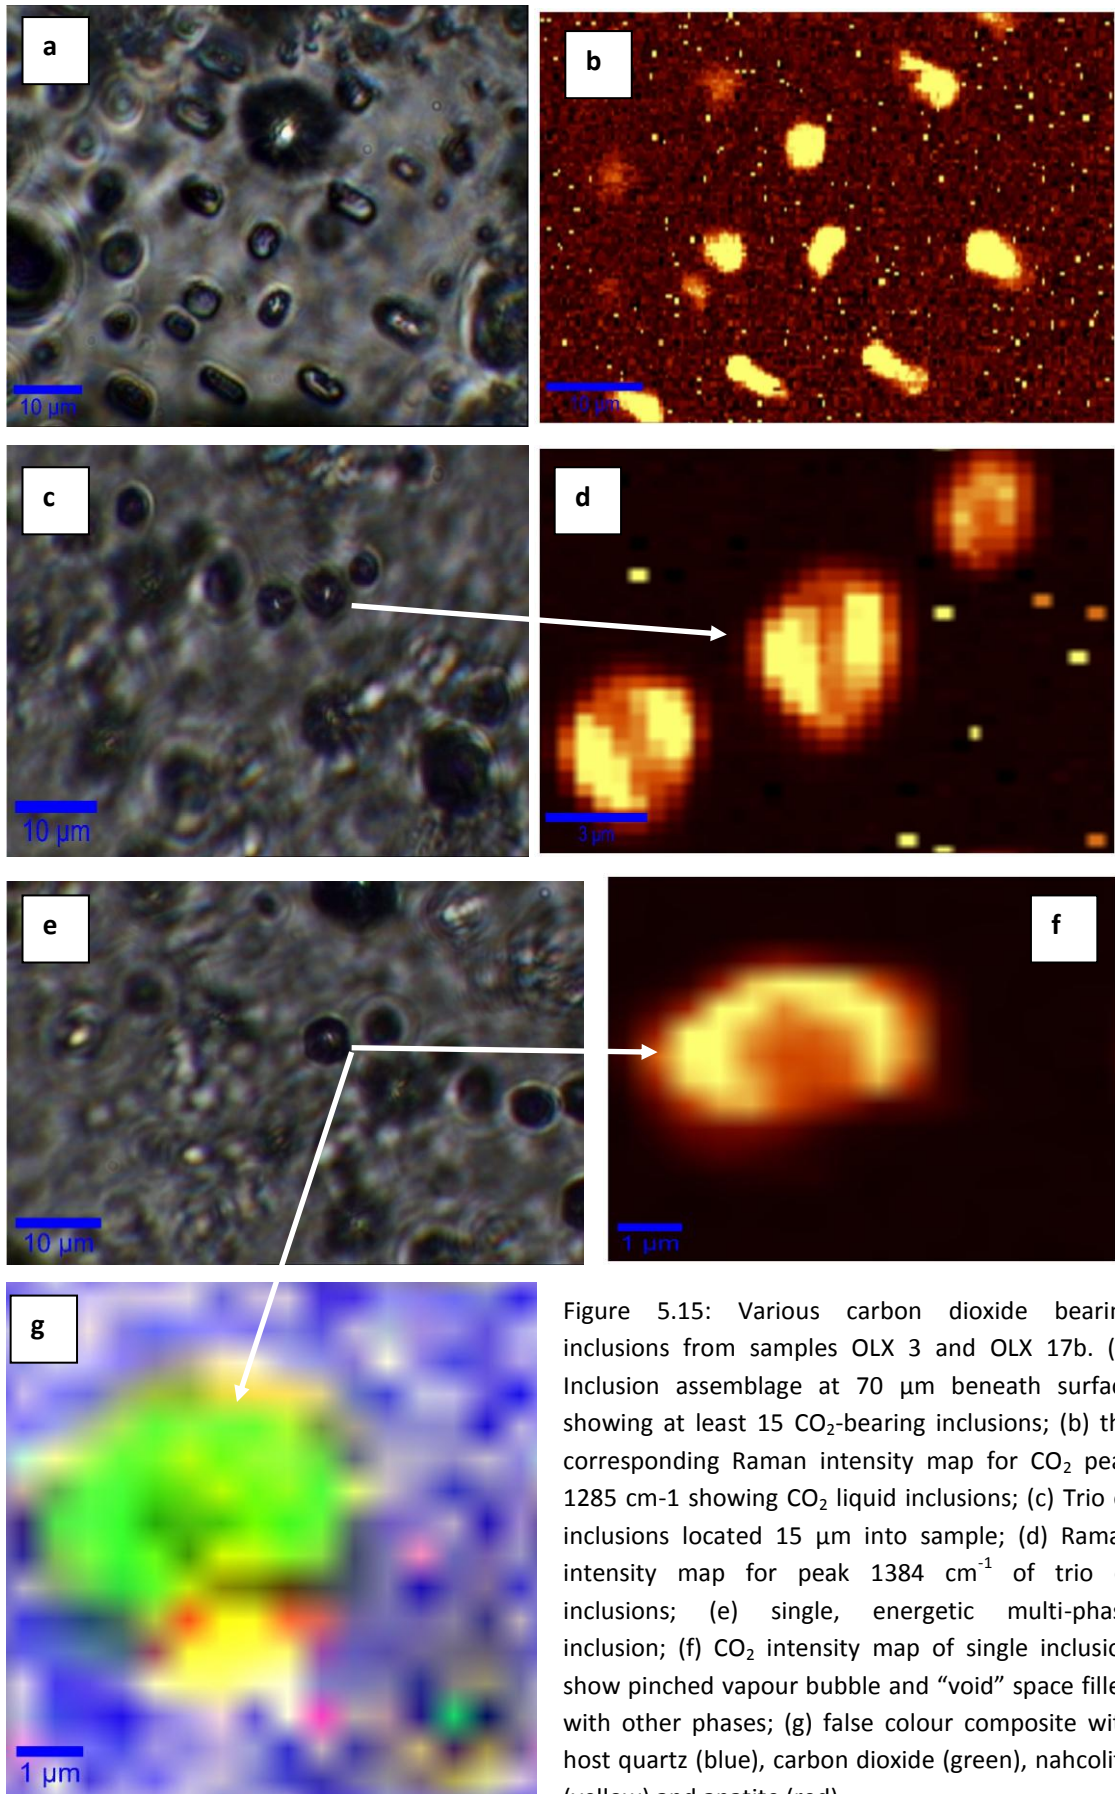 a
b
10 µm
10 µm
c
d
10 µm
3 µm
e
f
10 µm
1 µm
g
1 µm
Figure 5.15: Various carbon dioxide bearin
inclusions from samples OLX 3 and OLX 17b. (
Inclusion assemblage at 70 µm beneath surfac
showing at least 15 CO₂-bearing inclusions; (b) th
corresponding Raman intensity map for CO₂ pea
1285 cm-1 showing CO₂ liquid inclusions; (c) Trio
inclusions located 15 µm into sample; (d) Rama
intensity map for peak 1384 cm⁻¹ of trio
inclusions; (e) single, energetic multi-phas
inclusion; (f) CO₂ intensity map of single inclusio
show pinched vapour bubble and “void” space fille
with other phases; (g) false colour composite wit
host quartz (blue), carbon dioxide (green), nahcolit
(yellow) and apatite (red)